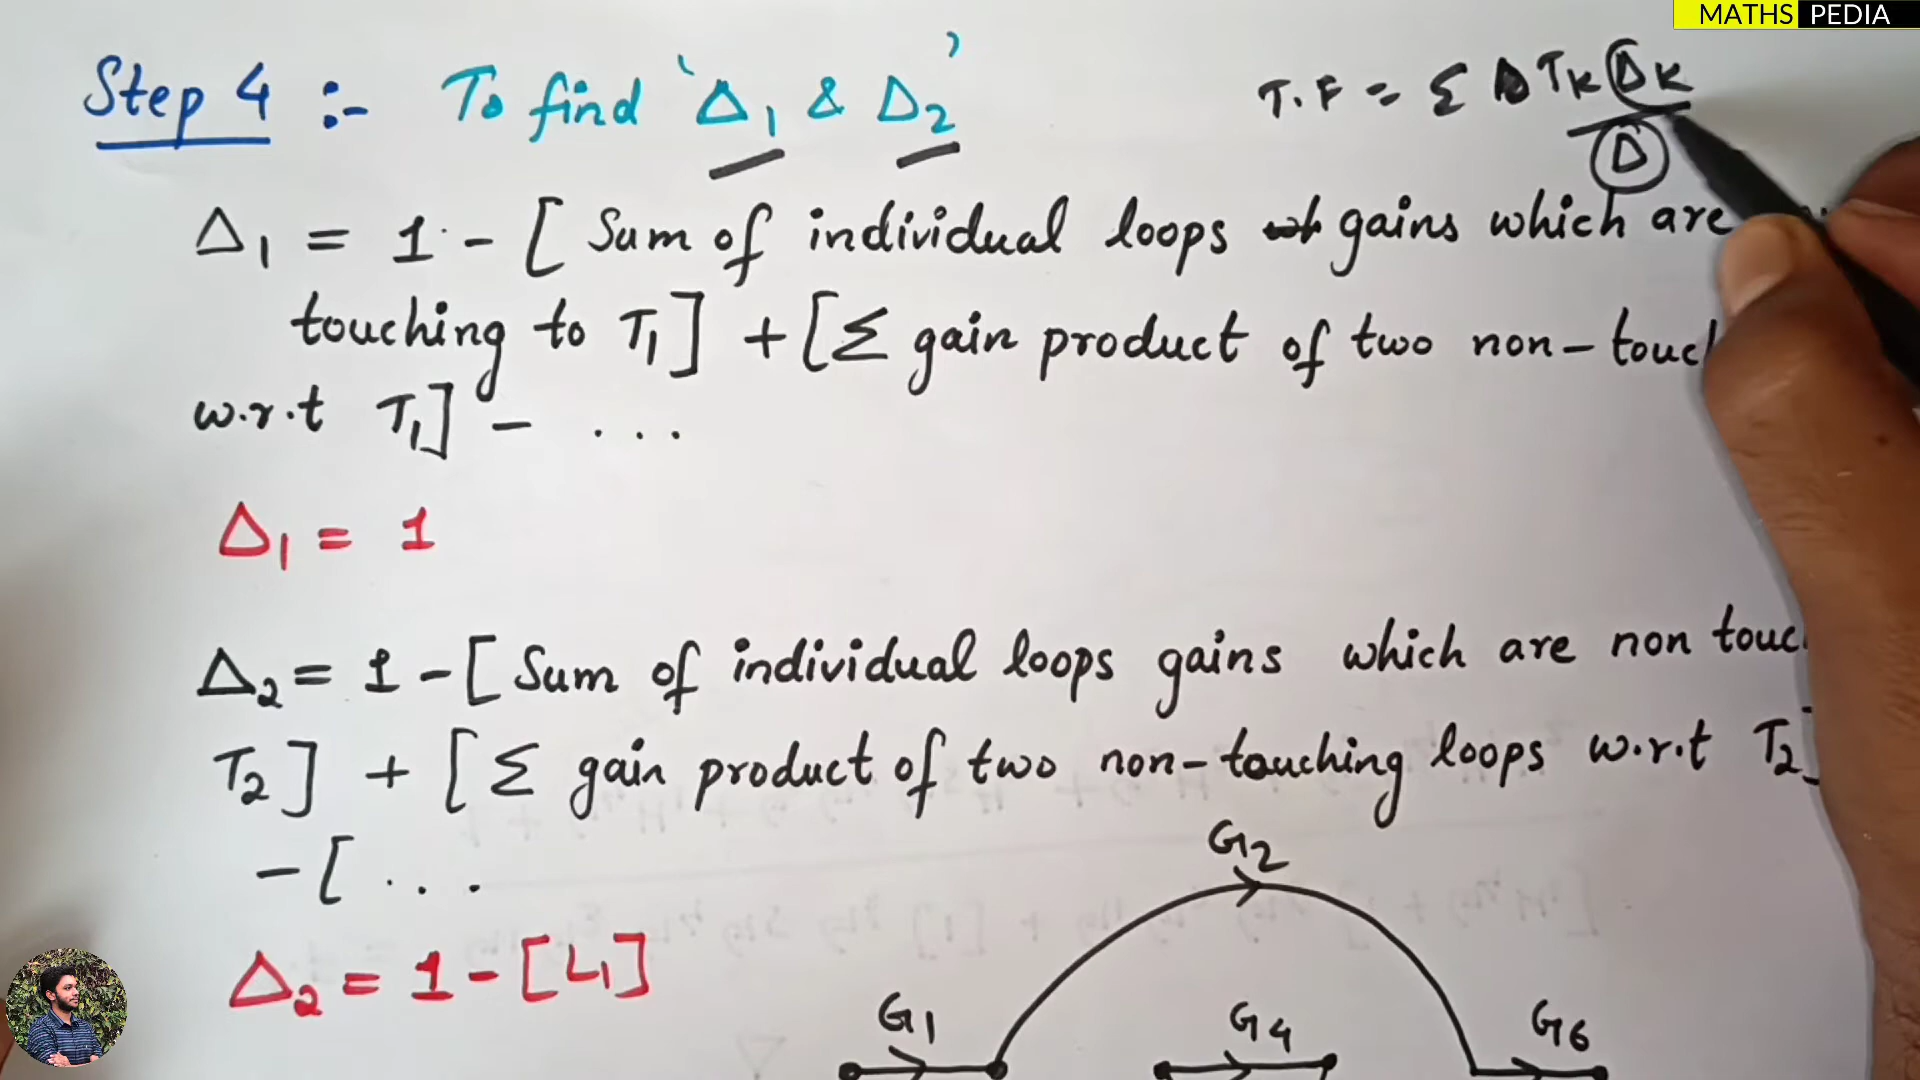 MATHS PEDIA
Step 4 :- To find 'Δ₁ & Δ₂'
T.F = Σ TK ΔK
Δ
Δ₁ = 1 - [ Sum of individual loops gains which are
touching to T₁ ] + [ Σ gain product of two non-
w.r.t T₁ ] - ...
Δ₁ = 1
Δ₂ = 1 - [ Sum of individual loops gains which are non
T₂ ] + [ Σ gain product of two non-touching loops w.r.t T₂ ]
- [ ...
Δ₂ = 1 - [L₁]
G₂
G₁ G₄ G₆